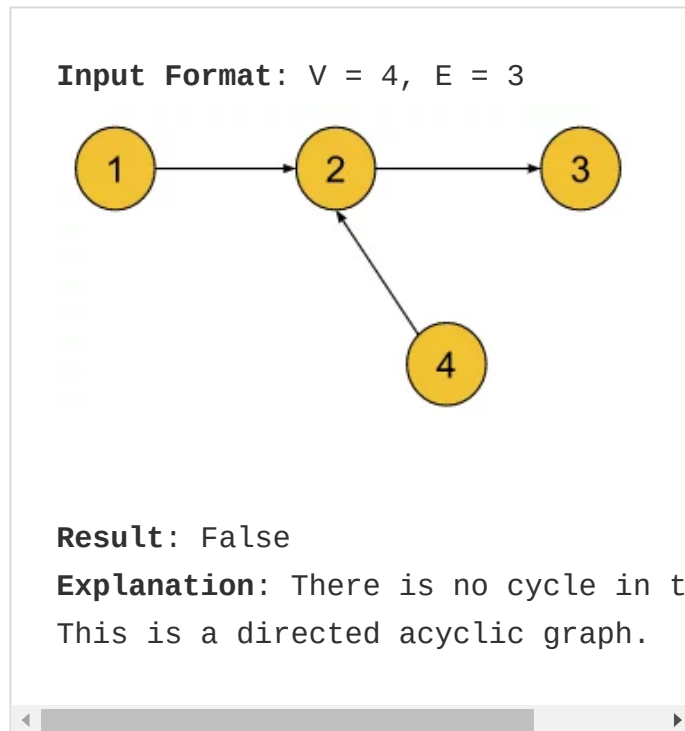 Input Format: V = 4, E = 3
1 2 3
4
Result: False
Explanation: There is no cycle in t
This is a directed acyclic graph.